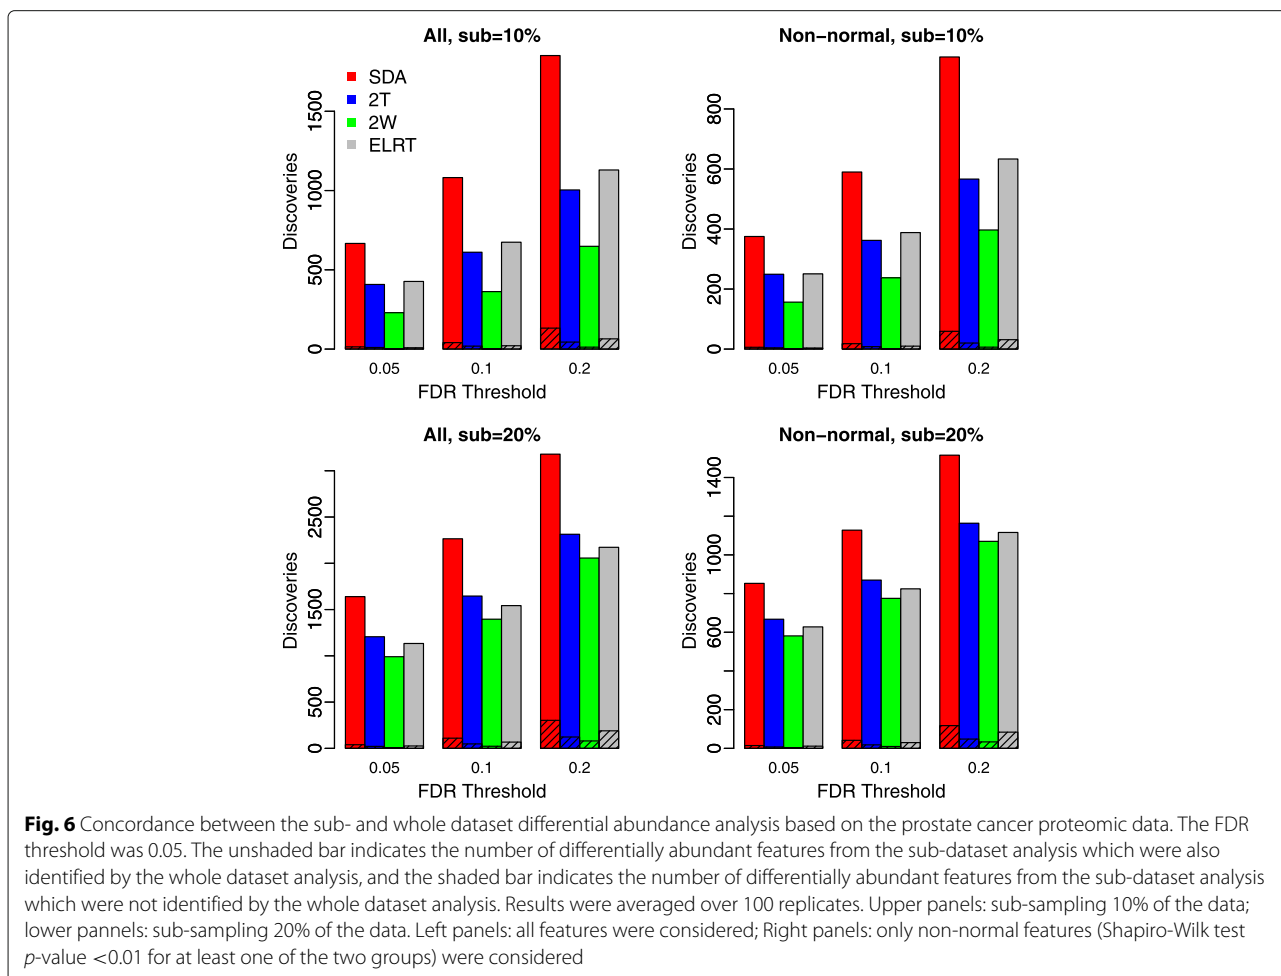 All, sub=10%
SDA
2T
2W
ELRT
Discoveries
0 500 1000 1500
0.05 0.1 0.2
FDR Threshold
Non−normal, sub=10%
Discoveries
0 200 400 600 800
0.05 0.1 0.2
FDR Threshold
All, sub=20%
Discoveries
0 500 1500 2500
0.05 0.1 0.2
FDR Threshold
Non−normal, sub=20%
Discoveries
0 200 600 1000 1400
0.05 0.1 0.2
FDR Threshold
Fig. 6 Concordance between the sub- and whole dataset differential abundance analysis based on the prostate cancer proteomic data. The FDR
threshold was 0.05. The unshaded bar indicates the number of differentially abundant features from the sub-dataset analysis which were also
identified by the whole dataset analysis, and the shaded bar indicates the number of differentially abundant features from the sub-dataset analysis
which were not identified by the whole dataset analysis. Results were averaged over 100 replicates. Upper panels: sub-sampling 10% of the data;
lower pannels: sub-sampling 20% of the data. Left panels: all features were considered; Right panels: only non-normal features (Shapiro-Wilk test
p-value <0.01 for at least one of the two groups) were considered